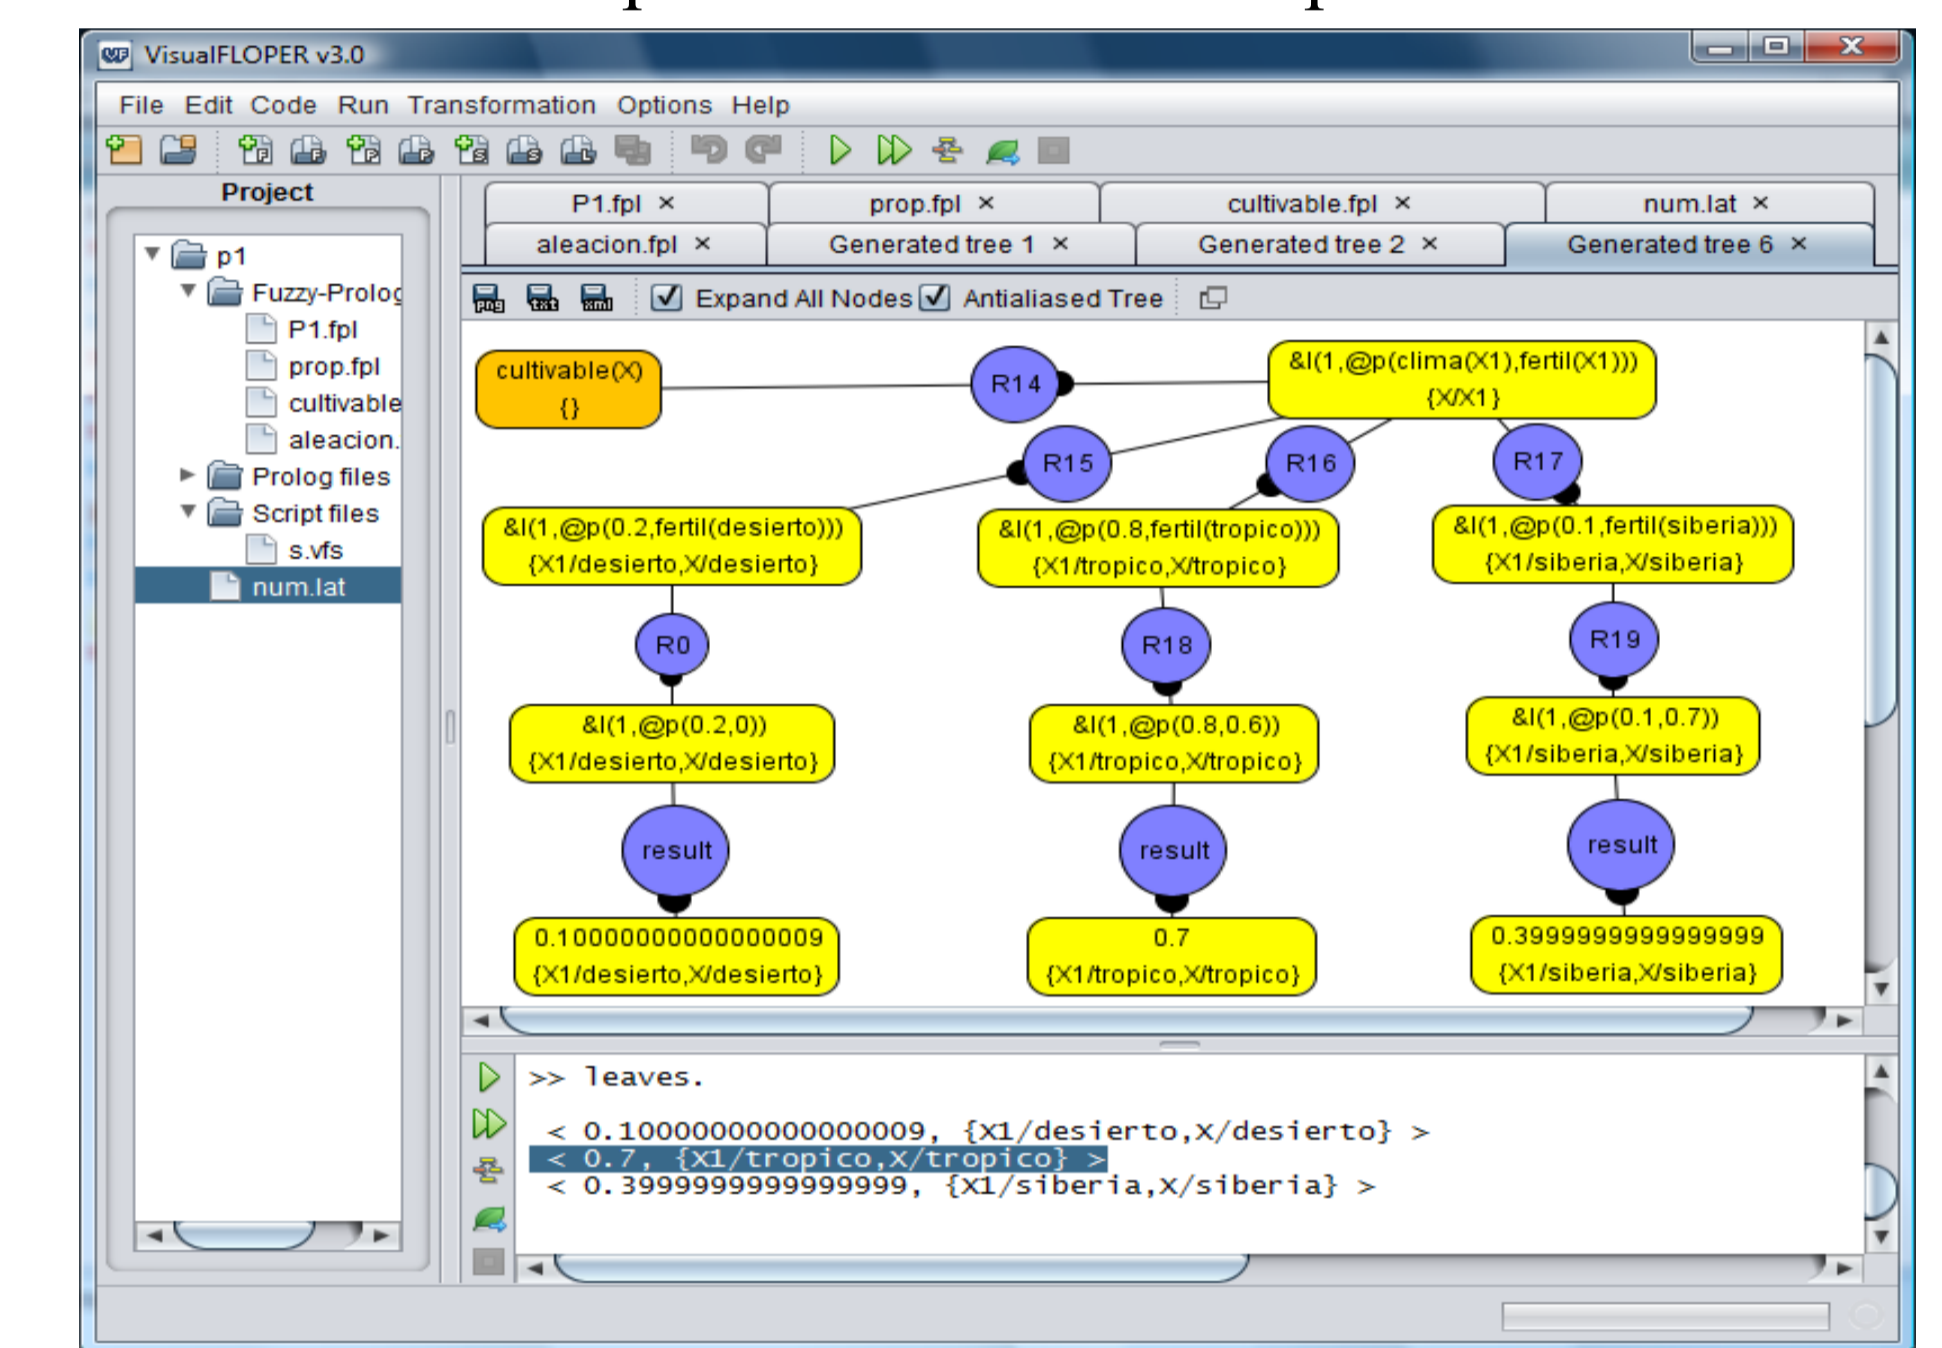 VisualFLOPER v3.0
File Edit Code Run Transformation Options Help
Project
P1.fpl × prop.fpl × cultivable.fpl × num.lat ×
aleacion.fpl × Generated tree 1 × Generated tree 2 × Generated tree 6 ×
p1
Fuzzy-Prolog
P1.fpl
prop.fpl
cultivable
aleacion.
Prolog files
Script files
s.vfs
num.lat
png txt xml Expand All Nodes Antialiased Tree
cultivable(X)
{}
R14
&l(1,@p(clima(X1),fertil(X1)))
{X/X1}
R15 R16 R17
&l(1,@p(0.2,fertil(desierto)))
{X1/desierto,X/desierto}
&l(1,@p(0.8,fertil(tropico)))
{X1/tropico,X/tropico}
&l(1,@p(0.1,fertil(siberia)))
{X1/siberia,X/siberia}
R0 R18 R19
&l(1,@p(0.2,0))
{X1/desierto,X/desierto}
&l(1,@p(0.8,0.6))
{X1/tropico,X/tropico}
&l(1,@p(0.1,0.7))
{X1/siberia,X/siberia}
result result result
0.10000000000000009
{X1/desierto,X/desierto}
0.7
{X1/tropico,X/tropico}
0.3999999999999999
{X1/siberia,X/siberia}
>> leaves.
< 0.10000000000000009, {X1/desierto,X/desierto} >
< 0.7, {X1/tropico,X/tropico} >
< 0.3999999999999999, {X1/siberia,X/siberia} >